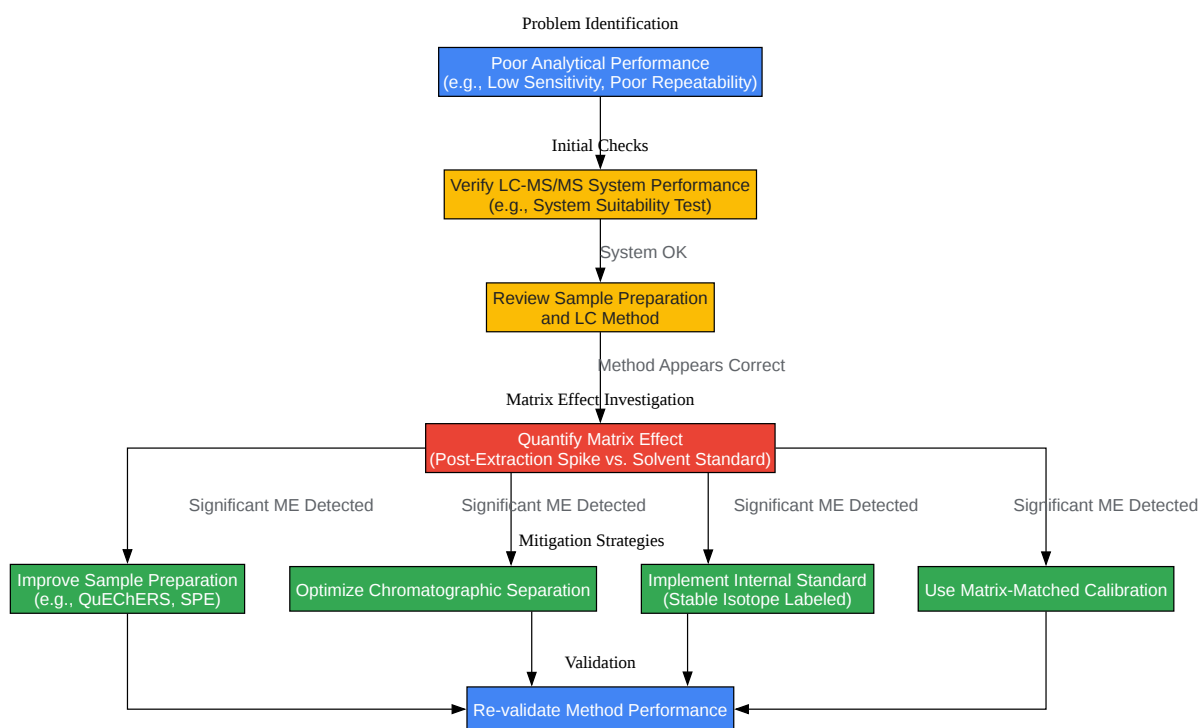 Problem Identification
Poor Analytical Performance
(e.g., Low Sensitivity, Poor Repeatability)
Initial Checks
Verify LC-MS/MS System Performance
(e.g., System Suitability Test)
System OK
Review Sample Preparation
and LC Method
Method Appears Correct
Matrix Effect Investigation
Quantify Matrix Effect
(Post-Extraction Spike vs. Solvent Standard)
Significant ME Detected
Significant ME Detected
Significant ME Detected
Significant ME Detected
Mitigation Strategies
Improve Sample Preparation
(e.g., QuEChERS, SPE)
Optimize Chromatographic Separation
Implement Internal Standard
(Stable Isotope Labeled)
Use Matrix-Matched Calibration
Validation
Re-validate Method Performance